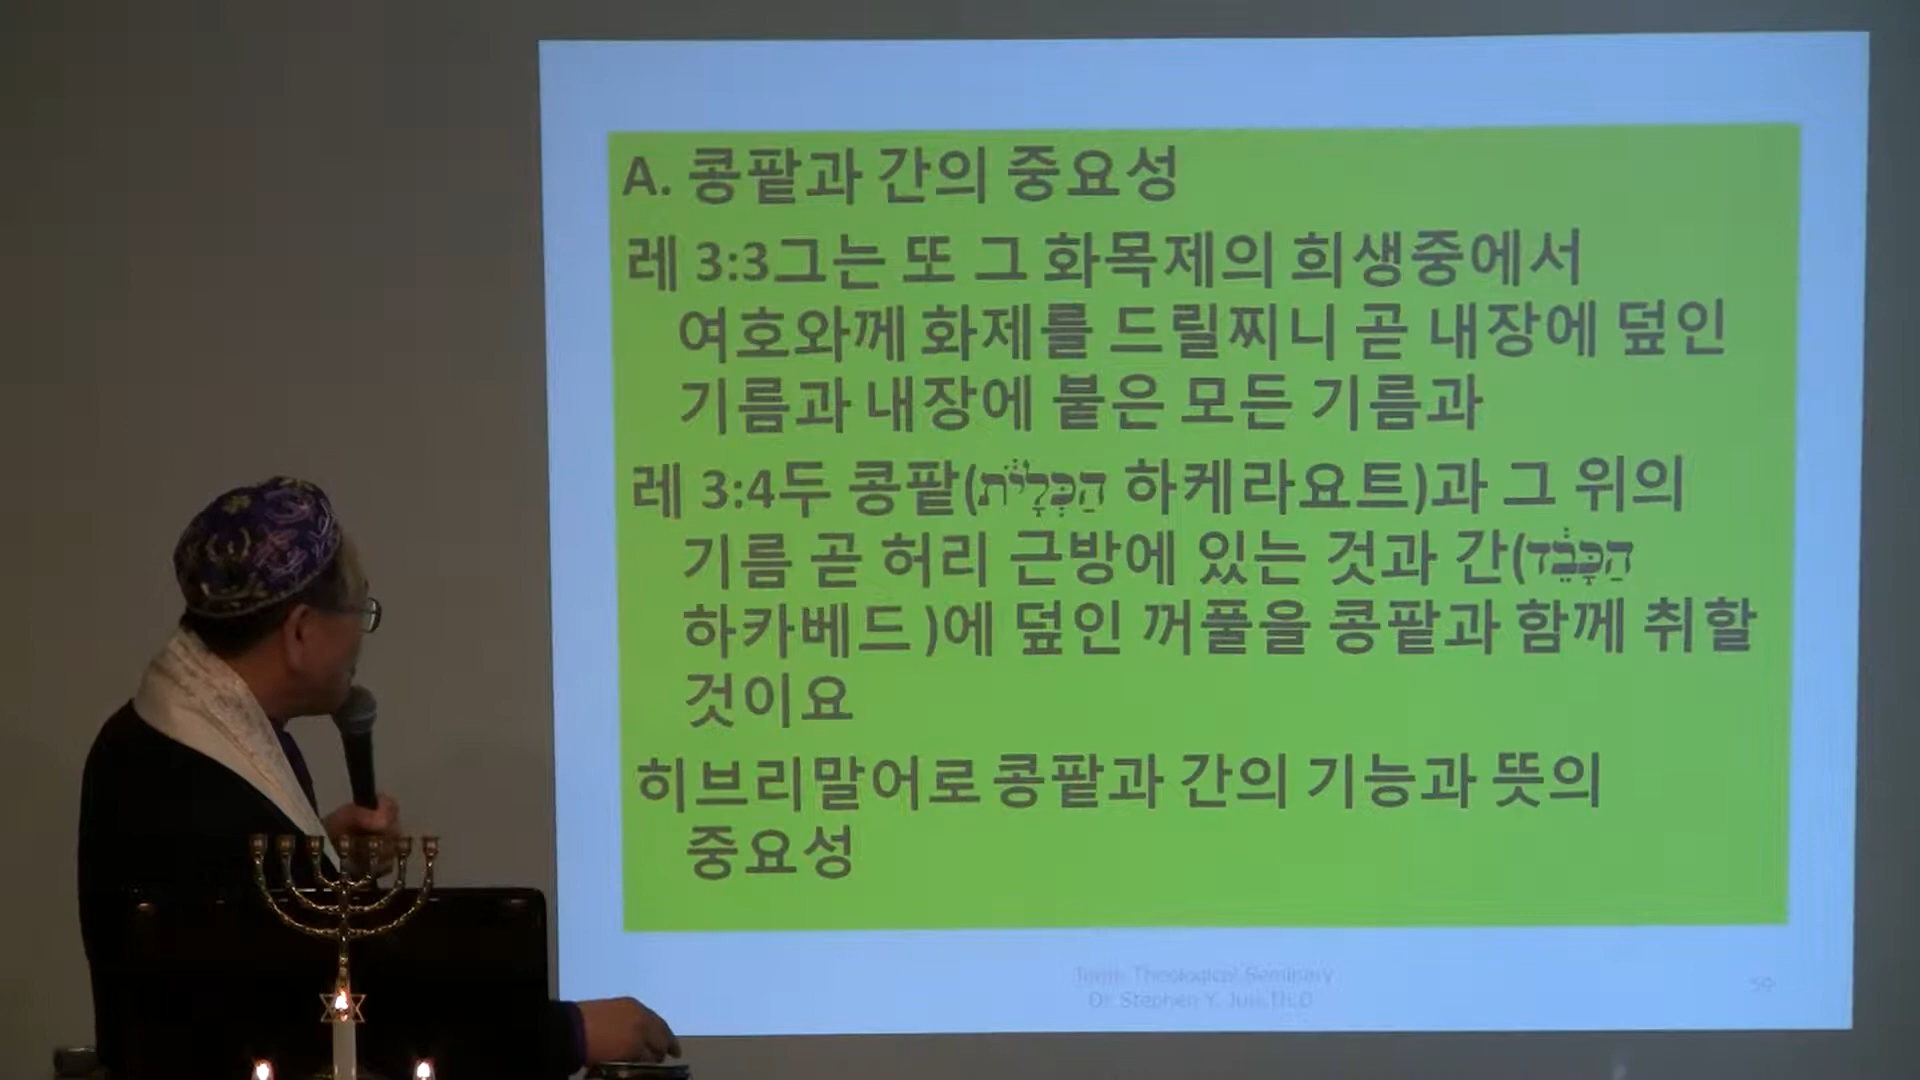 A. 콩팥과 간의 중요성
레 3:3그는 또 그 화목제의 희생중에서
여호와께 화제를 드릴찌니 곧 내장에 덮인
기름과 내장에 붙은 모든 기름과
레 3:4두 콩팥(הַכְּלָיֹ֔ת 하케라요트)과 그 위의
기름 곧 허리 근방에 있는 것과 간(הַכָּבֵ֔ד
하카베드 )에 덮인 꺼풀을 콩팥과 함께 취할
것이요
히브리말어로 콩팥과 간의 기능과 뜻의
중요성
Theological Seminary
Dr Stephen Y. Th.D
59